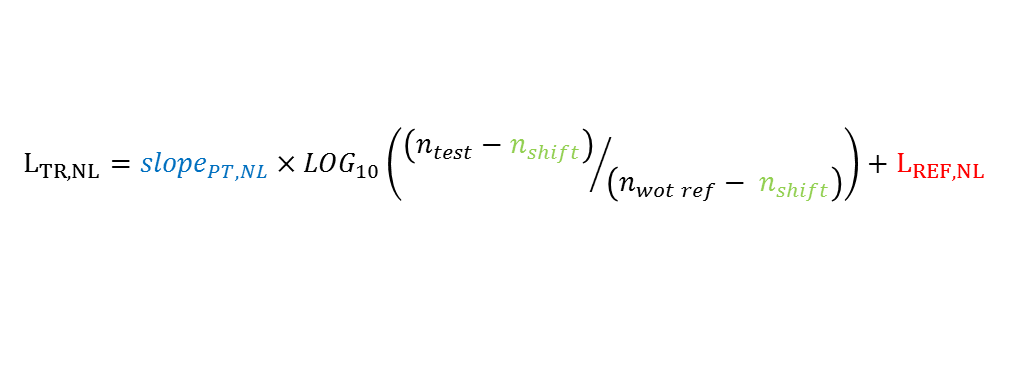 L_TR,NL = slope_PT,NL × LOG_10((n_test − n_shift)/(n_wot ref − n_shift)) + L_REF,NL